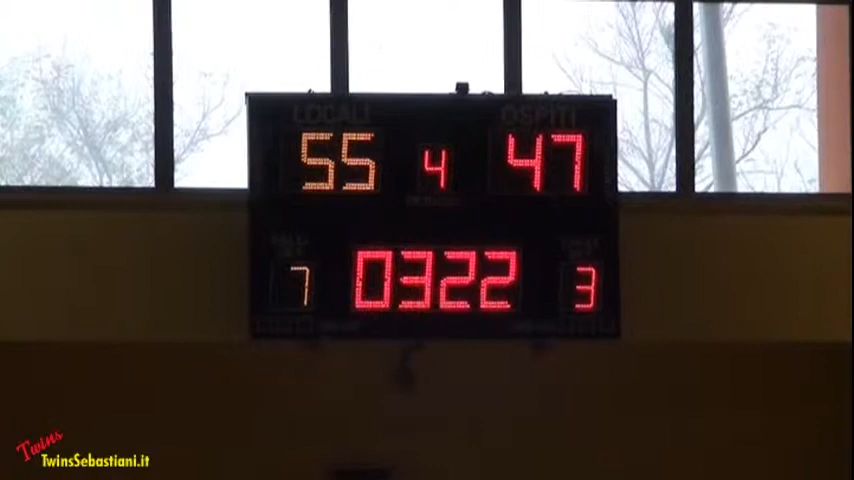 LOCALI OSPITI
55 4 47
7 0322 3
Twins
TwinsSebastiani.it